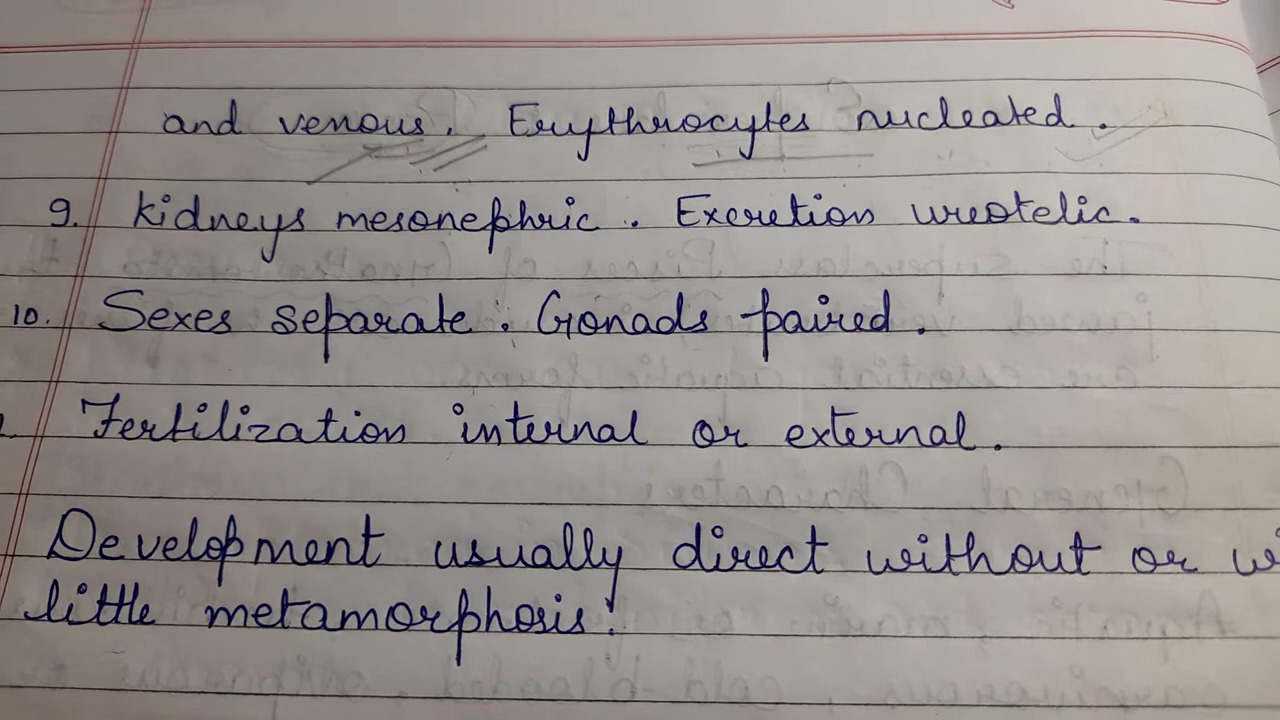 and venous. Erythrocytes nucleated.
9. Kidneys mesonephric. Excretion ureotelic.
10. Sexes separate. Gonads paired.
Fertilization internal or external.
Development usually direct without or
little metamorphosis.